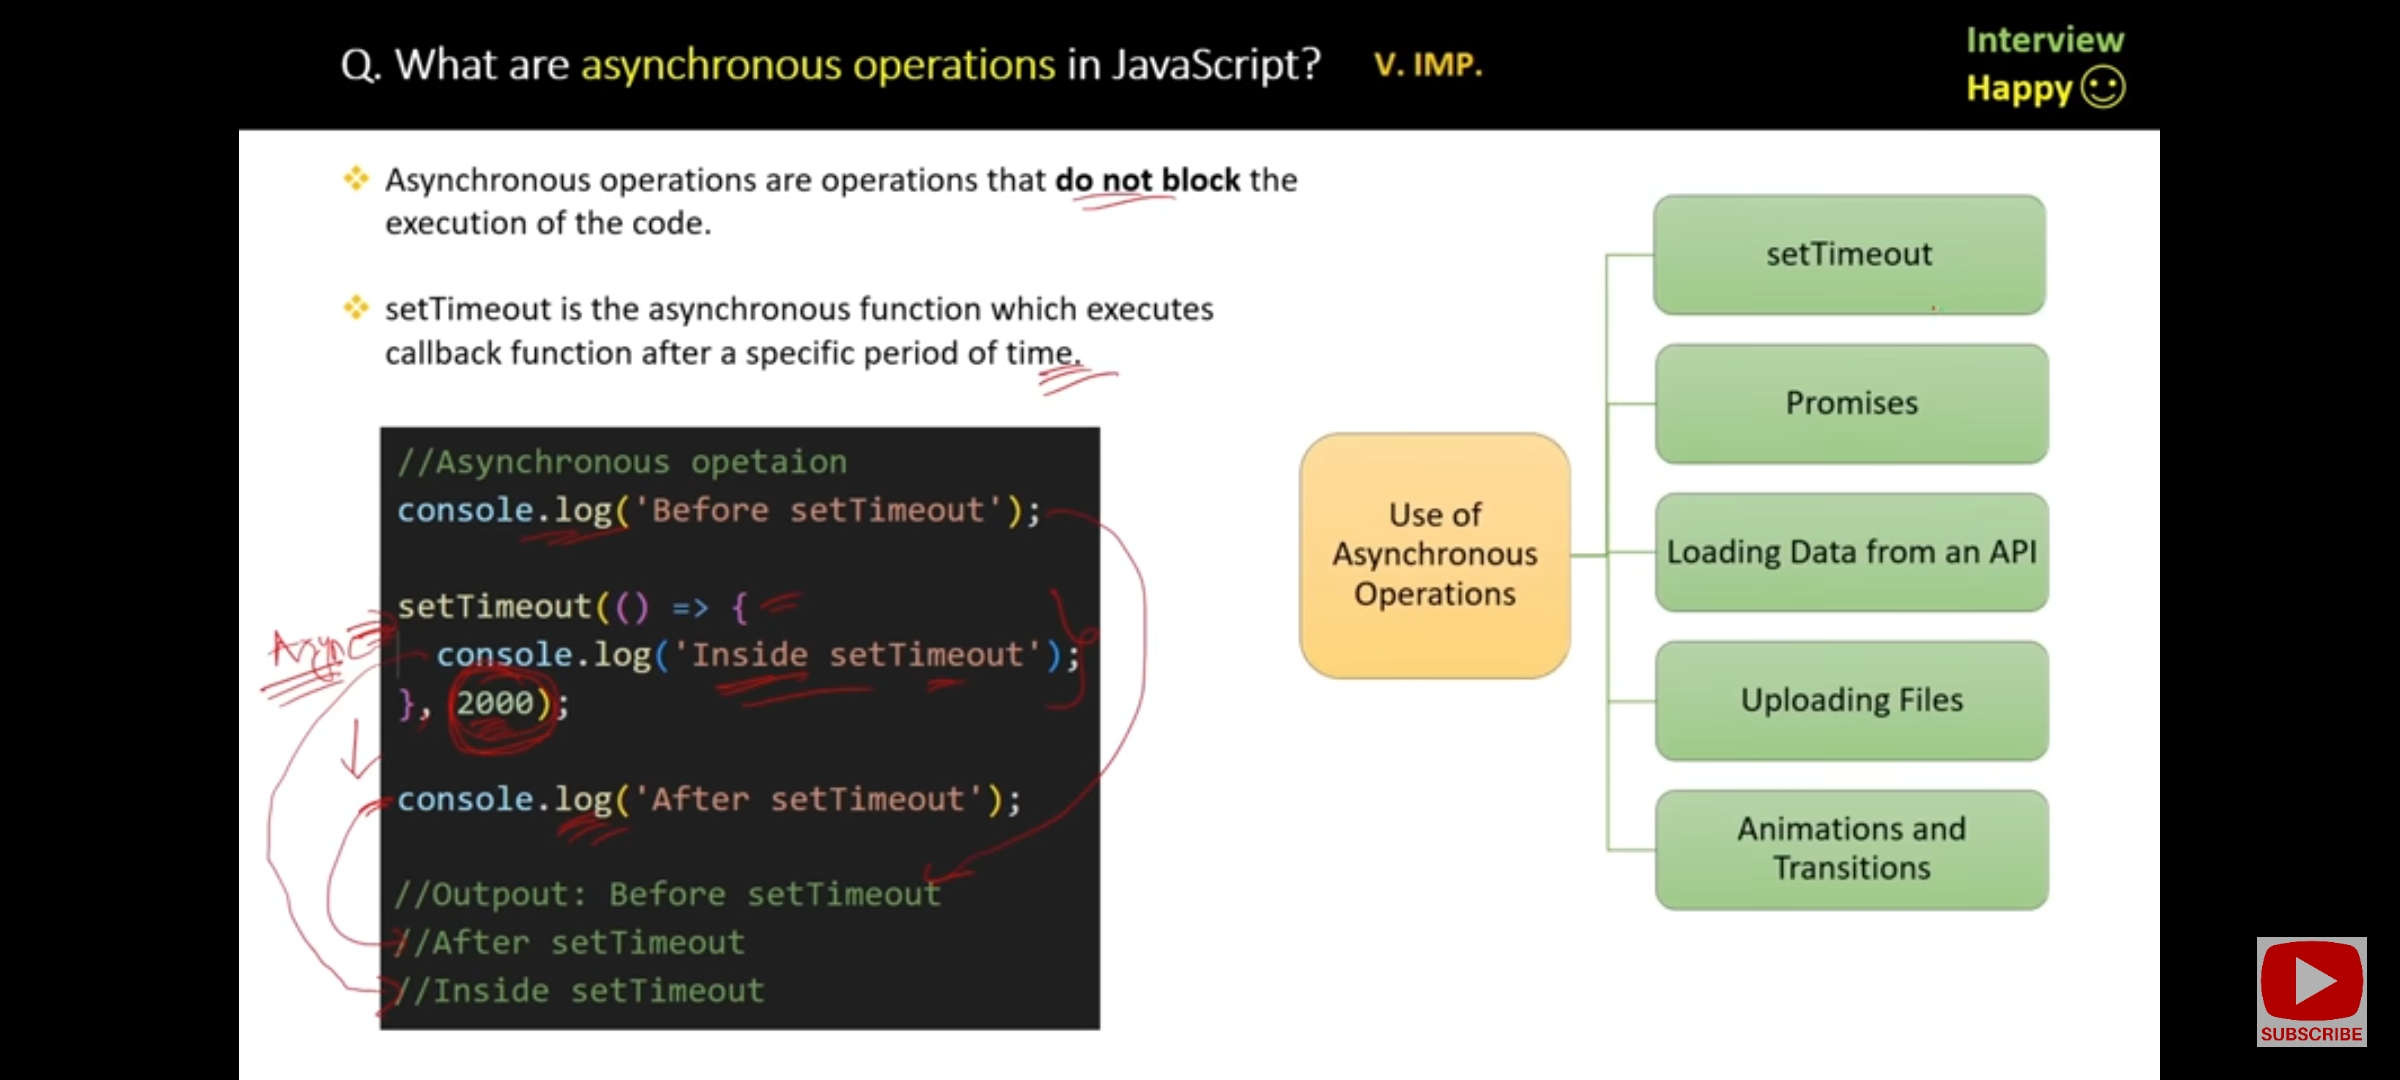 Q. What are asynchronous operations in JavaScript?
V. IMP.
Interview
Happy
Asynchronous operations are operations that do not block the
execution of the code.
setTimeout is the asynchronous function which executes
callback function after a specific period of time.
//Asynchronous opetaion
console.log('Before setTimeout');
setTimeout(() => {
Async
console.log('Inside setTimeout');
}, 2000);
console.log('After setTimeout');
//Outpout: Before setTimeout
//After setTimeout
//Inside setTimeout
Use of
Asynchronous
Operations
setTimeout
Promises
Loading Data from an API
Uploading Files
Animations and
Transitions
SUBSCRIBE